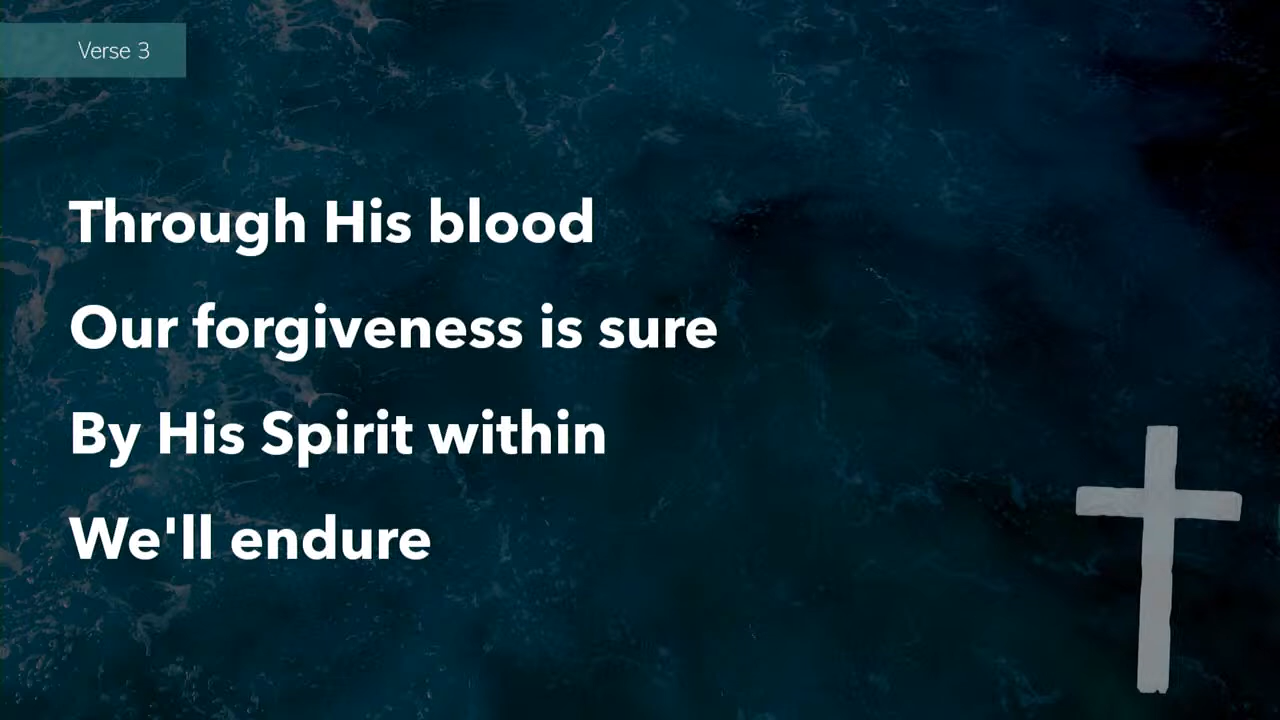 Verse 3
Through His blood
Our forgiveness is sure
By His Spirit within
We'll endure